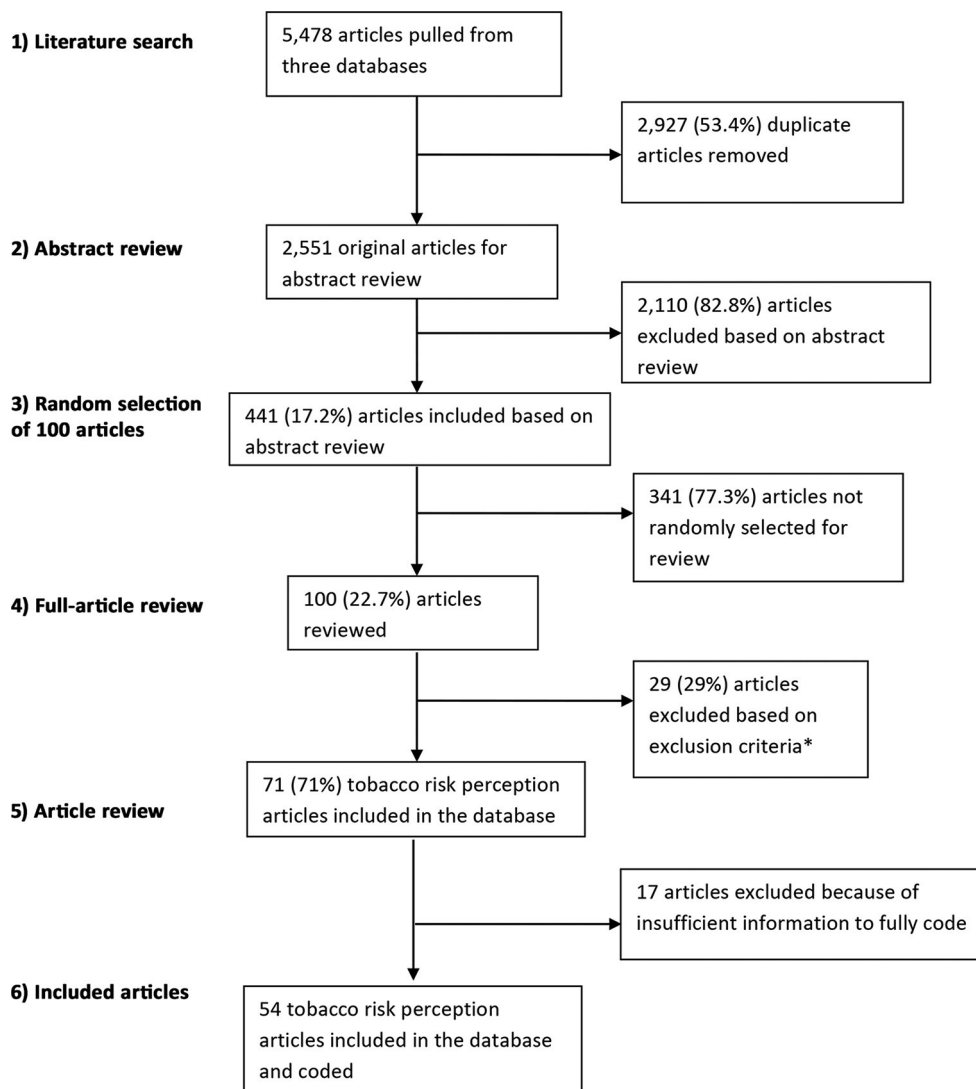 1) Literature search
5,478 articles pulled from
three databases
2,927 (53.4%) duplicate
articles removed
2) Abstract review
2,551 original articles for
abstract review
2,110 (82.8%) articles
excluded based on abstract
review
3) Random selection
of 100 articles
441 (17.2%) articles included based on
abstract review
341 (77.3%) articles not
randomly selected for
review
4) Full-article review
100 (22.7%) articles
reviewed
29 (29%) articles
excluded based on
exclusion criteria*
5) Article review
71 (71%) tobacco risk perception
articles included in the database
17 articles excluded because of
insufficient information to fully code
6) Included articles
54 tobacco risk perception
articles included in the database
and coded